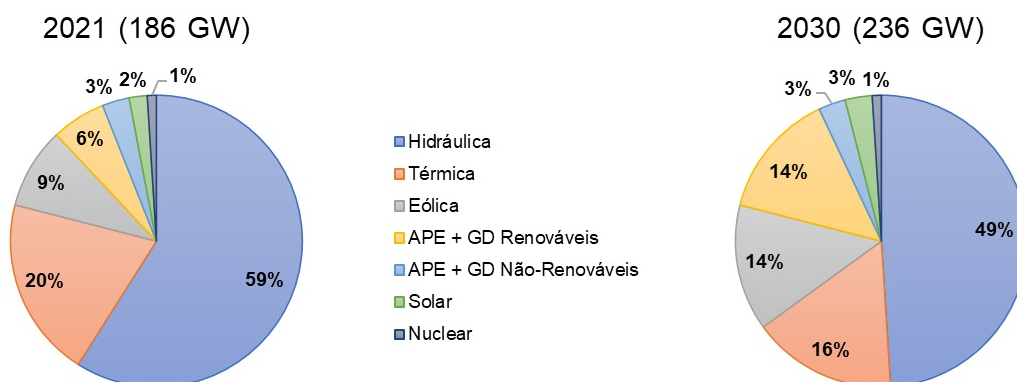 2021 (186 GW)
3%
2%
1%
6%
9%
20%
59%
Hidráulica
Térmica
Eólica
APE + GD Renováveis
APE + GD Não-Renováveis
Solar
Nuclear
2030 (236 GW)
3%
3%
1%
14%
14%
16%
49%